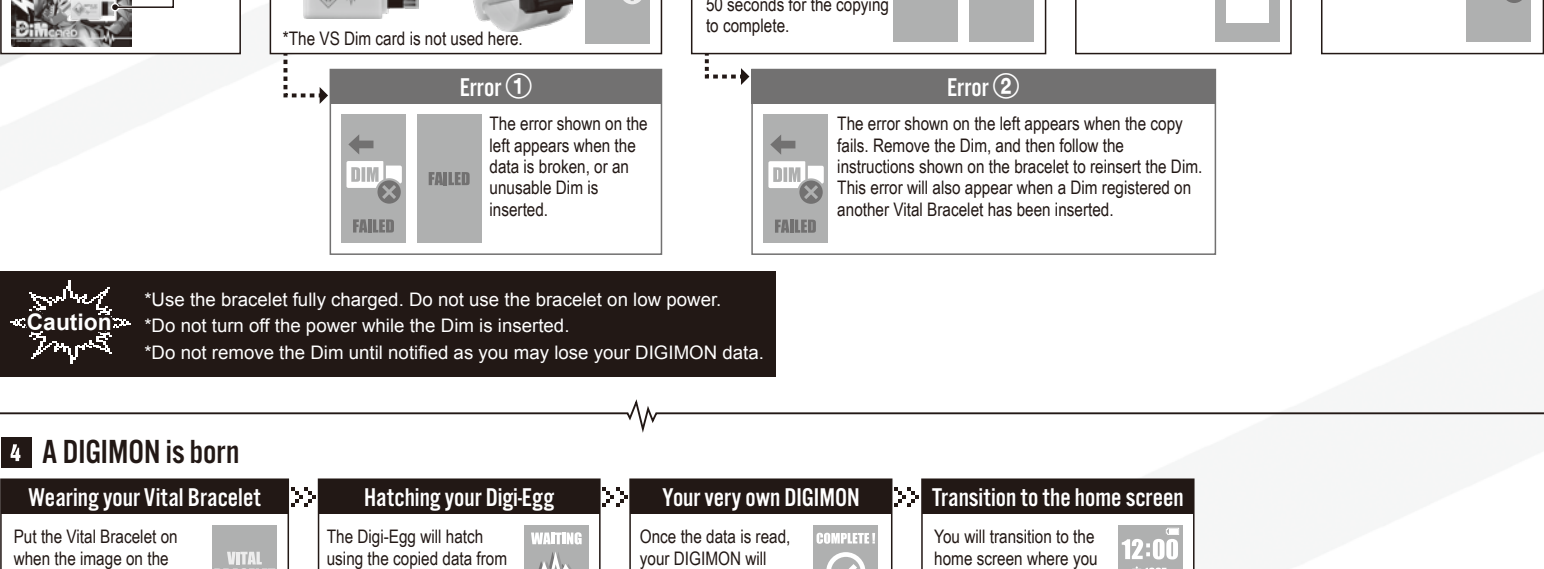 DiMCARD
*The VS Dim card is not used here.
50 seconds for the copying
to complete.
Error ①
DIM
FAILED
FAILED
The error shown on the
left appears when the
data is broken, or an
unusable Dim is
inserted.
Error ②
DIM
FAILED
The error shown on the left appears when the copy
fails. Remove the Dim, and then follow the
instructions shown on the bracelet to reinsert the Dim.
This error will also appear when a Dim registered on
another Vital Bracelet has been inserted.
Caution
*Use the bracelet fully charged. Do not use the bracelet on low power.
*Do not turn off the power while the Dim is inserted.
*Do not remove the Dim until notified as you may lose your DIGIMON data.
4 A DIGIMON is born
Wearing your Vital Bracelet
Put the Vital Bracelet on
when the image on the
VITAL
Hatching your Digi-Egg
The Digi-Egg will hatch
using the copied data from
WAITING
Your very own DIGIMON
Once the data is read,
your DIGIMON will
COMPLETE!
Transition to the home screen
You will transition to the
home screen where you
12:00